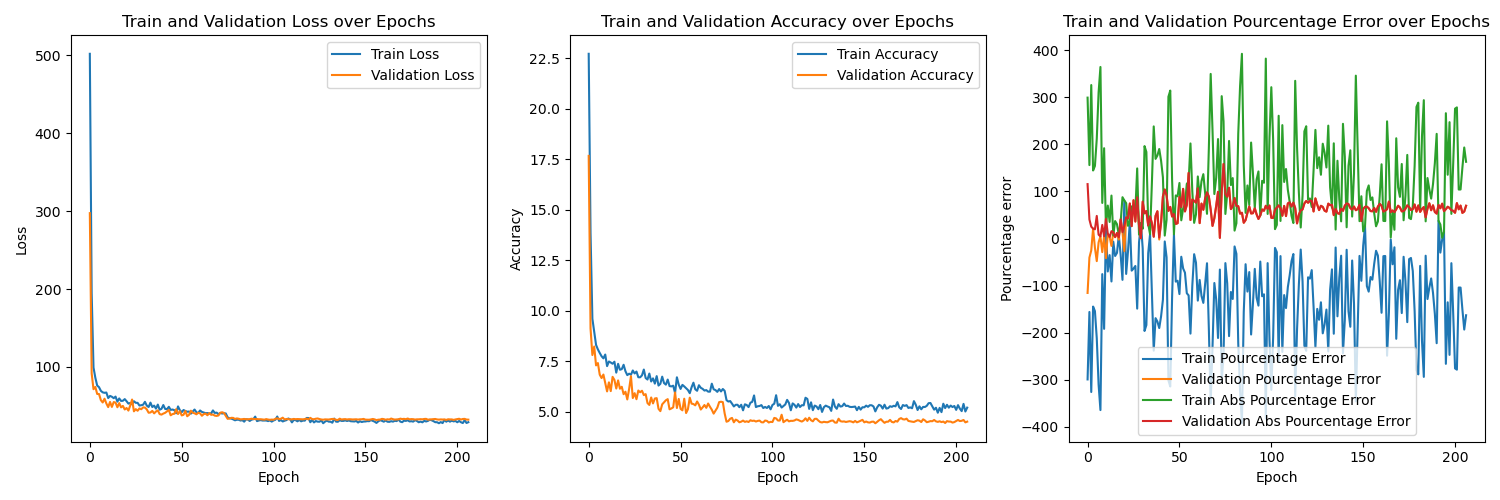 Train and Validation Loss over Epochs
500
400
300
200
100
Loss
0
50
100
150
200
Epoch
Train Loss
Validation Loss
Train and Validation Accuracy over Epochs
22.5
20.0
17.5
15.0
12.5
10.0
7.5
5.0
Accuracy
0
50
100
150
200
Epoch
Train Accuracy
Validation Accuracy
Train and Validation Pourcentage Error over Epochs
400
300
200
100
0
−100
−200
−300
−400
Pourcentage error
0
50
100
150
200
Epoch
Train Pourcentage Error
Validation Pourcentage Error
Train Abs Pourcentage Error
Validation Abs Pourcentage Error